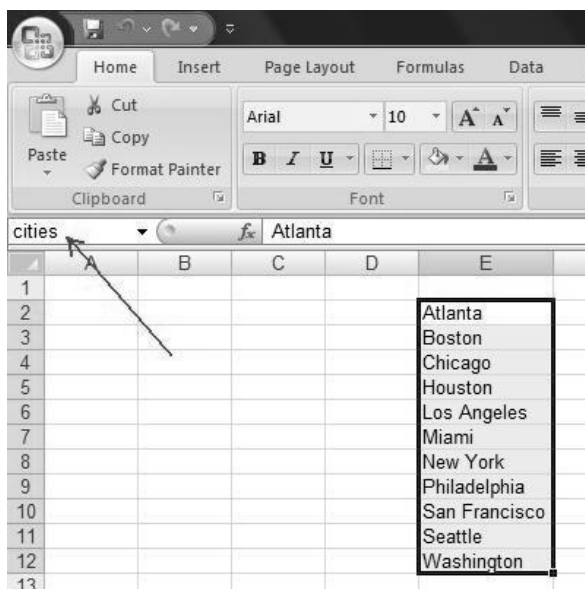 Home Insert Page Layout Formulas Data
Cut
Copy
Paste
Format Painter
Clipboard
Arial 10 A A
B I U A
Font
cities fx Atlanta
A B C D E
1
2 Atlanta
3 Boston
4 Chicago
5 Houston
6 Los Angeles
7 Miami
8 New York
9 Philadelphia
10 San Francisco
11 Seattle
12 Washington
13